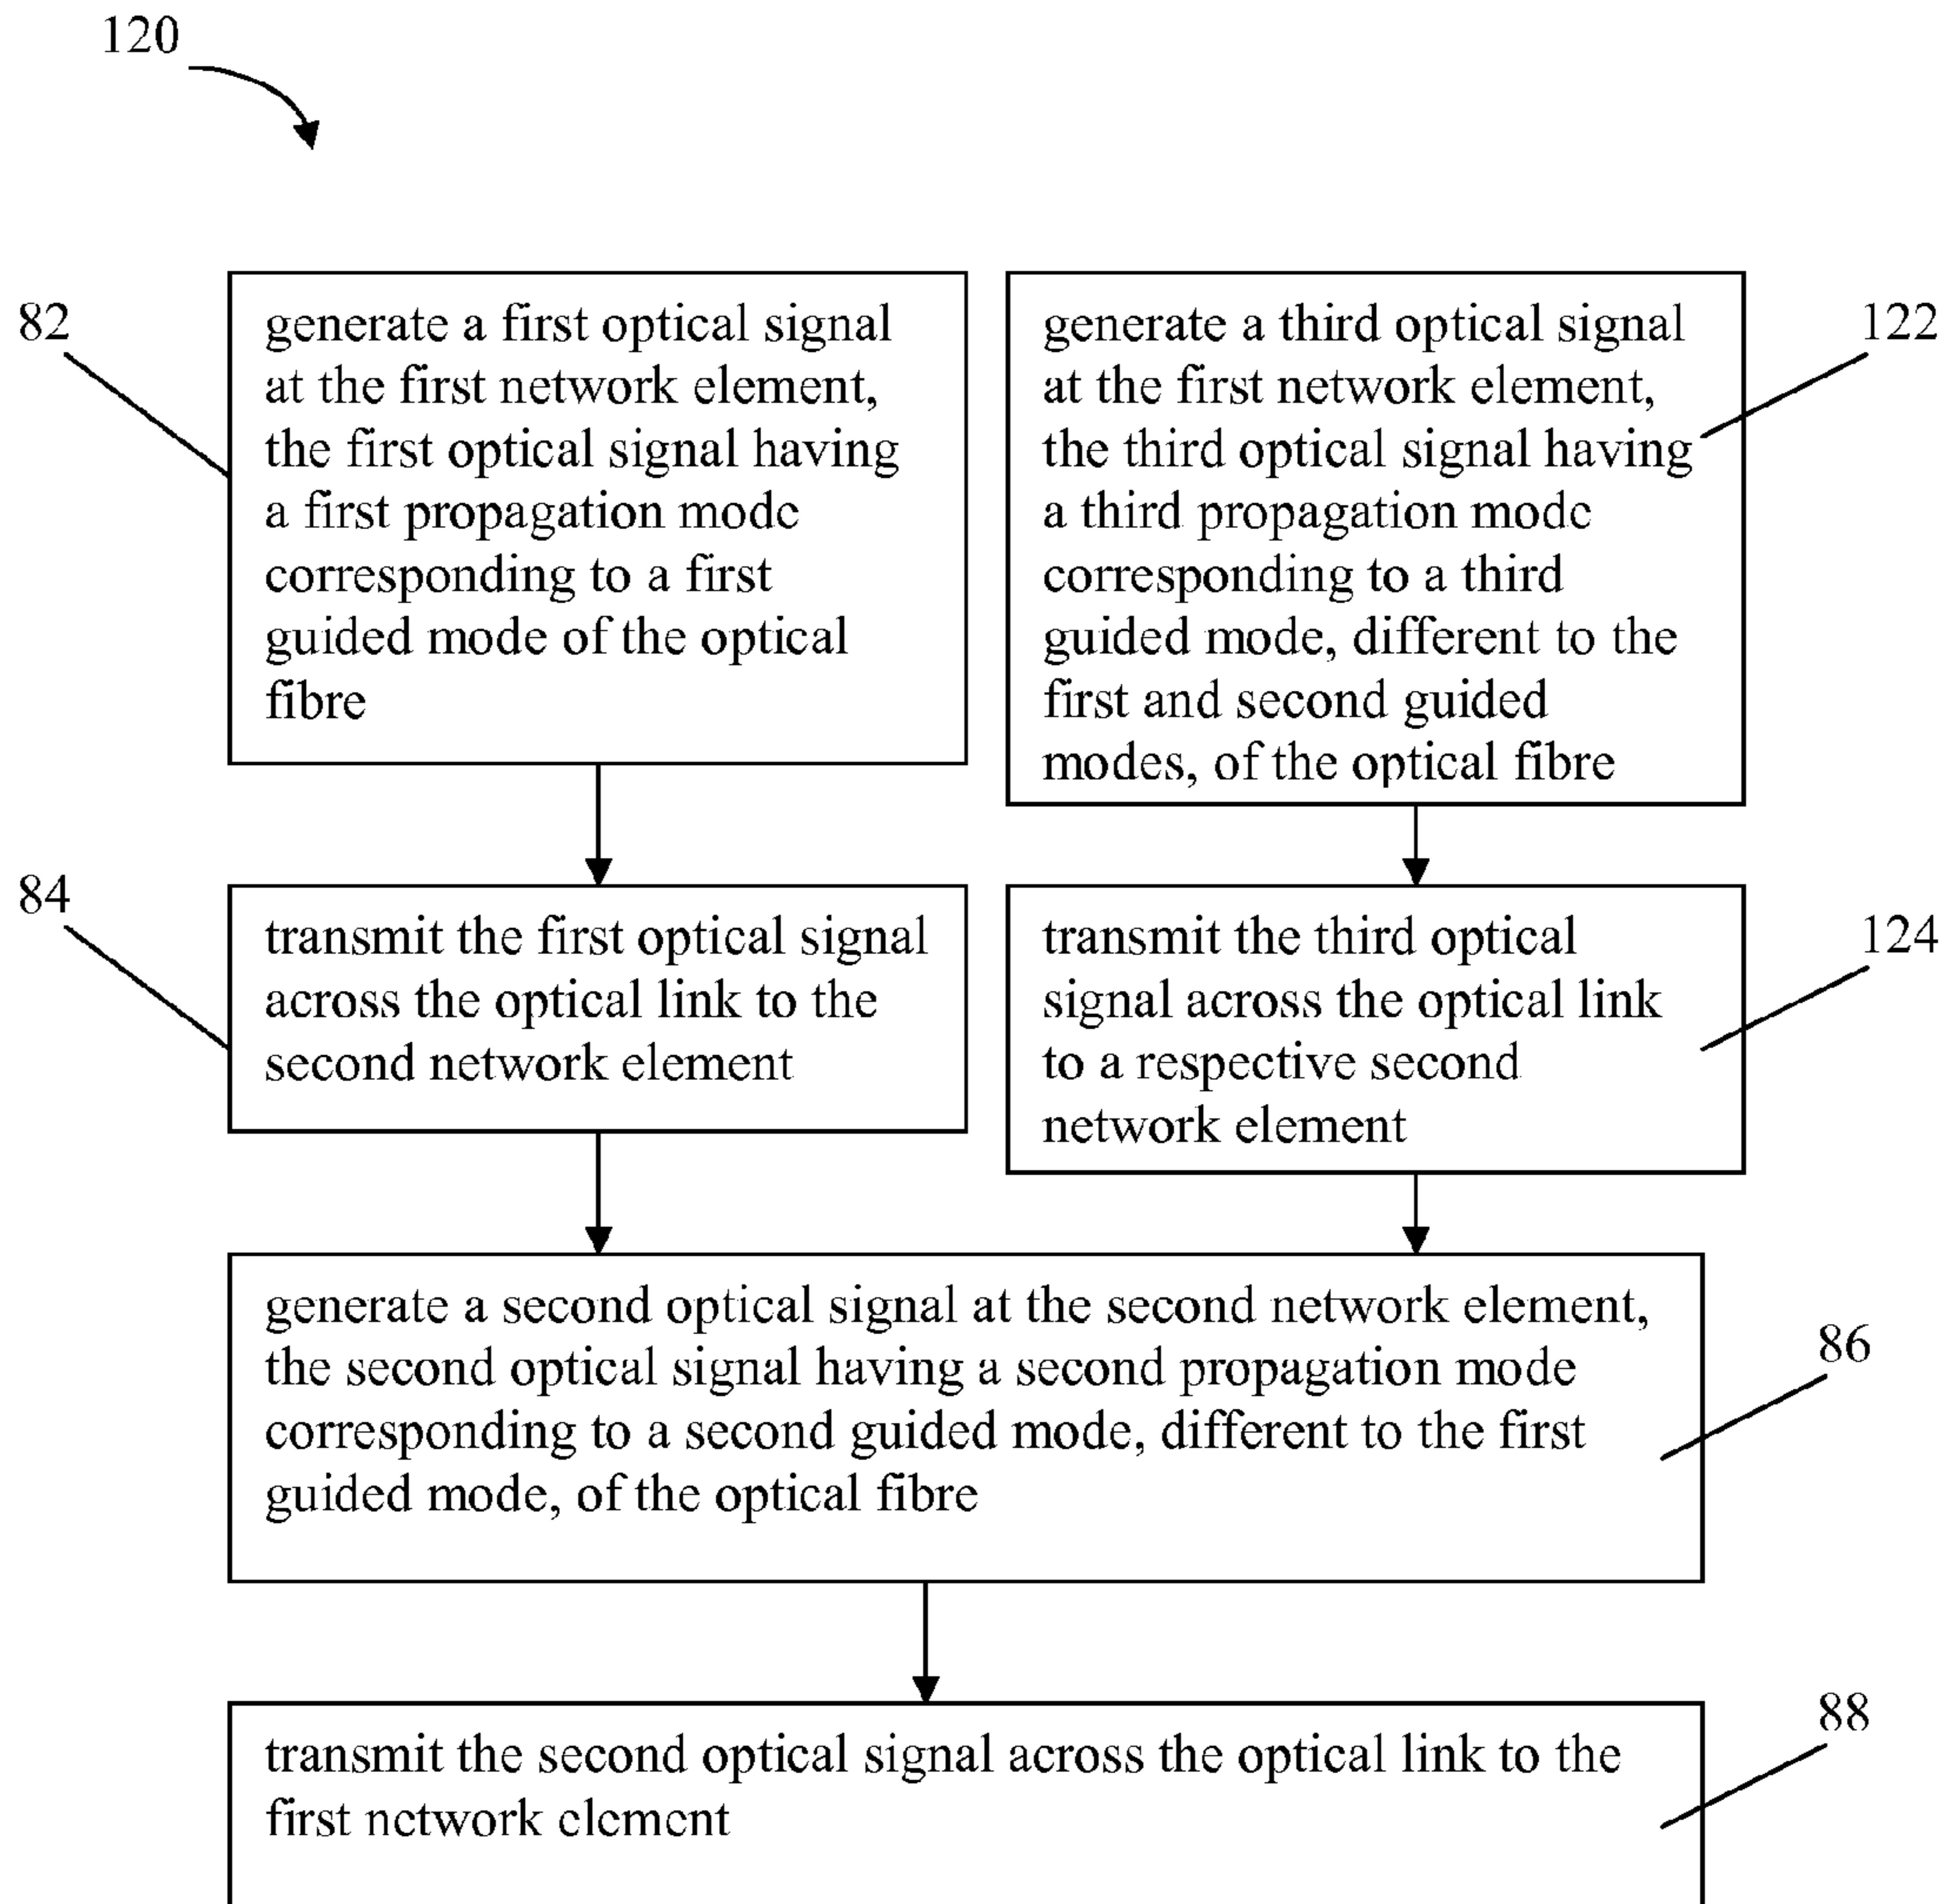 120
82
generate a first optical signal
at the first network element,
the first optical signal having
a first propagation mode
corresponding to a first
guided mode of the optical
fibre
122
generate a third optical signal
at the first network element,
the third optical signal having
a third propagation mode
corresponding to a third
guided mode, different to the
first and second guided
modes, of the optical fibre
84
transmit the first optical signal
across the optical link to the
second network element
124
transmit the third optical
signal across the optical link
to a respective second
network element
86
generate a second optical signal at the second network element,
the second optical signal having a second propagation mode
corresponding to a second guided mode, different to the first
guided mode, of the optical fibre
88
transmit the second optical signal across the optical link to the
first network element